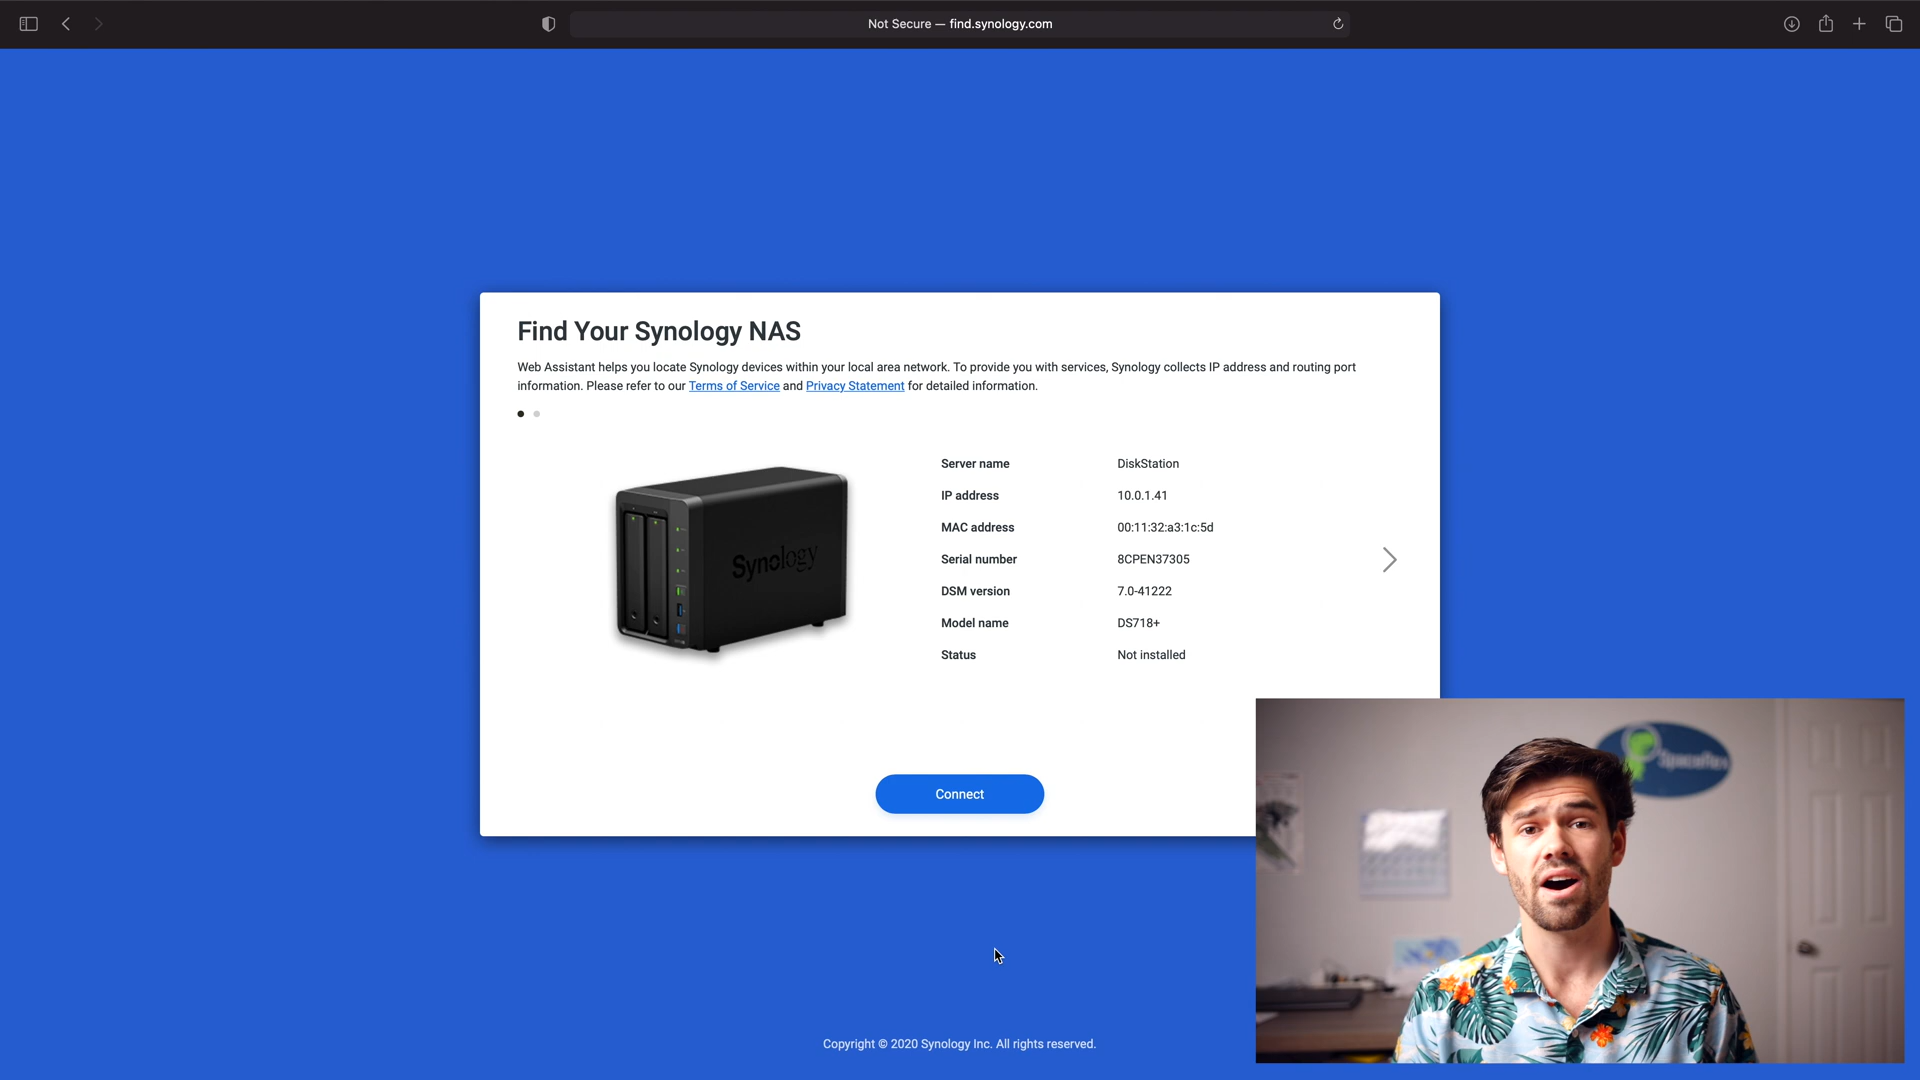 Not Secure — find.synology.com
Find Your Synology NAS
Web Assistant helps you locate Synology devices within your local area network. To provide you with services, Synology collects IP address and routing port
information. Please refer to our Terms of Service and Privacy Statement for detailed information.
Synology
Server name DiskStation
IP address 10.0.1.41
MAC address 00:11:32:a3:1c:5d
Serial number 8CPEN37305
DSM version 7.0-41222
Model name DS718+
Status Not installed
Connect
SpaceRex
Copyright © 2020 Synology Inc. All rights reserved.